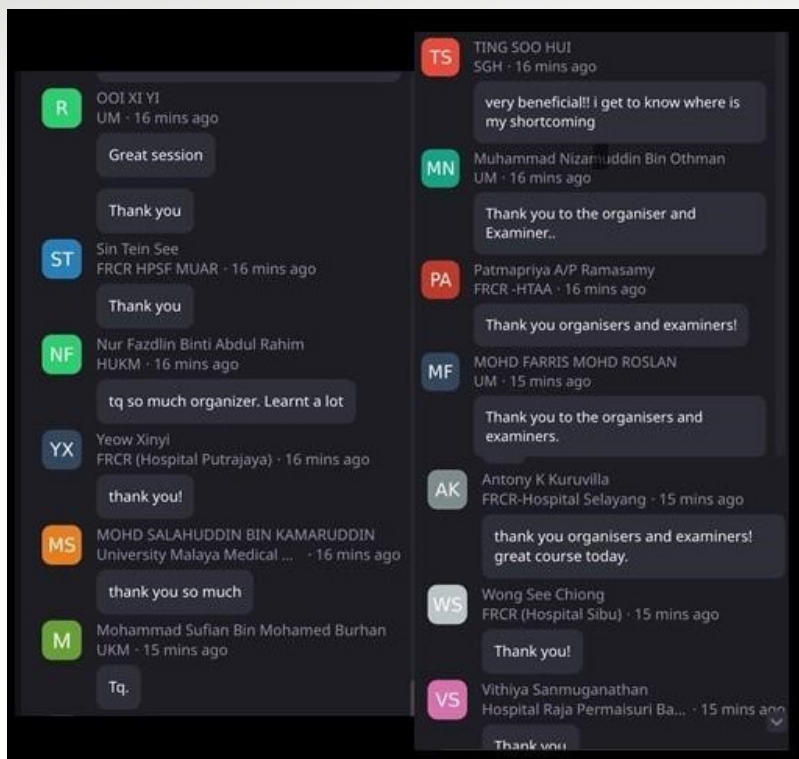 R
OOI XI YI
UM · 16 mins ago
Great session
Thank you
ST
Sin Tein See
FRCR HPSF MUAR · 16 mins ago
Thank you
NF
Nur Fazdlin Binti Abdul Rahim
HUKM · 16 mins ago
tq so much organizer. Learnt a lot
YX
Yeow Xinyi
FRCR (Hospital Putrajaya) · 16 mins ago
thank you!
MS
MOHD SALAHUDDIN BIN KAMARUDDIN
University Malaya Medical ... · 16 mins ago
thank you so much
M
Mohammad Sufian Bin Mohamed Burhan
UKM · 15 mins ago
Tq.
TS
TING SOO HUI
SGH · 16 mins ago
very beneficial!! i get to know where is
my shortcoming
MN
Muhammad Nizamuddin Bin Othman
UM · 16 mins ago
Thank you to the organiser and
Examiner..
PA
Patmapriya A/P Ramasamy
FRCR -HTAA · 16 mins ago
Thank you organisers and examiners!
MF
MOHD FARRIS MOHD ROSLAN
UM · 15 mins ago
Thank you to the organisers and
examiners.
AK
Antony K Kuruvilla
FRCR-Hospital Selayang · 15 mins ago
thank you organisers and examiners!
great course today.
WS
Wong See Chiong
FRCR (Hospital Sibu) · 15 mins ago
Thank you!
VS
Vithiya Sanmuganathan
Hospital Raja Permaisuri Ba... · 15 mins ago
Thank you